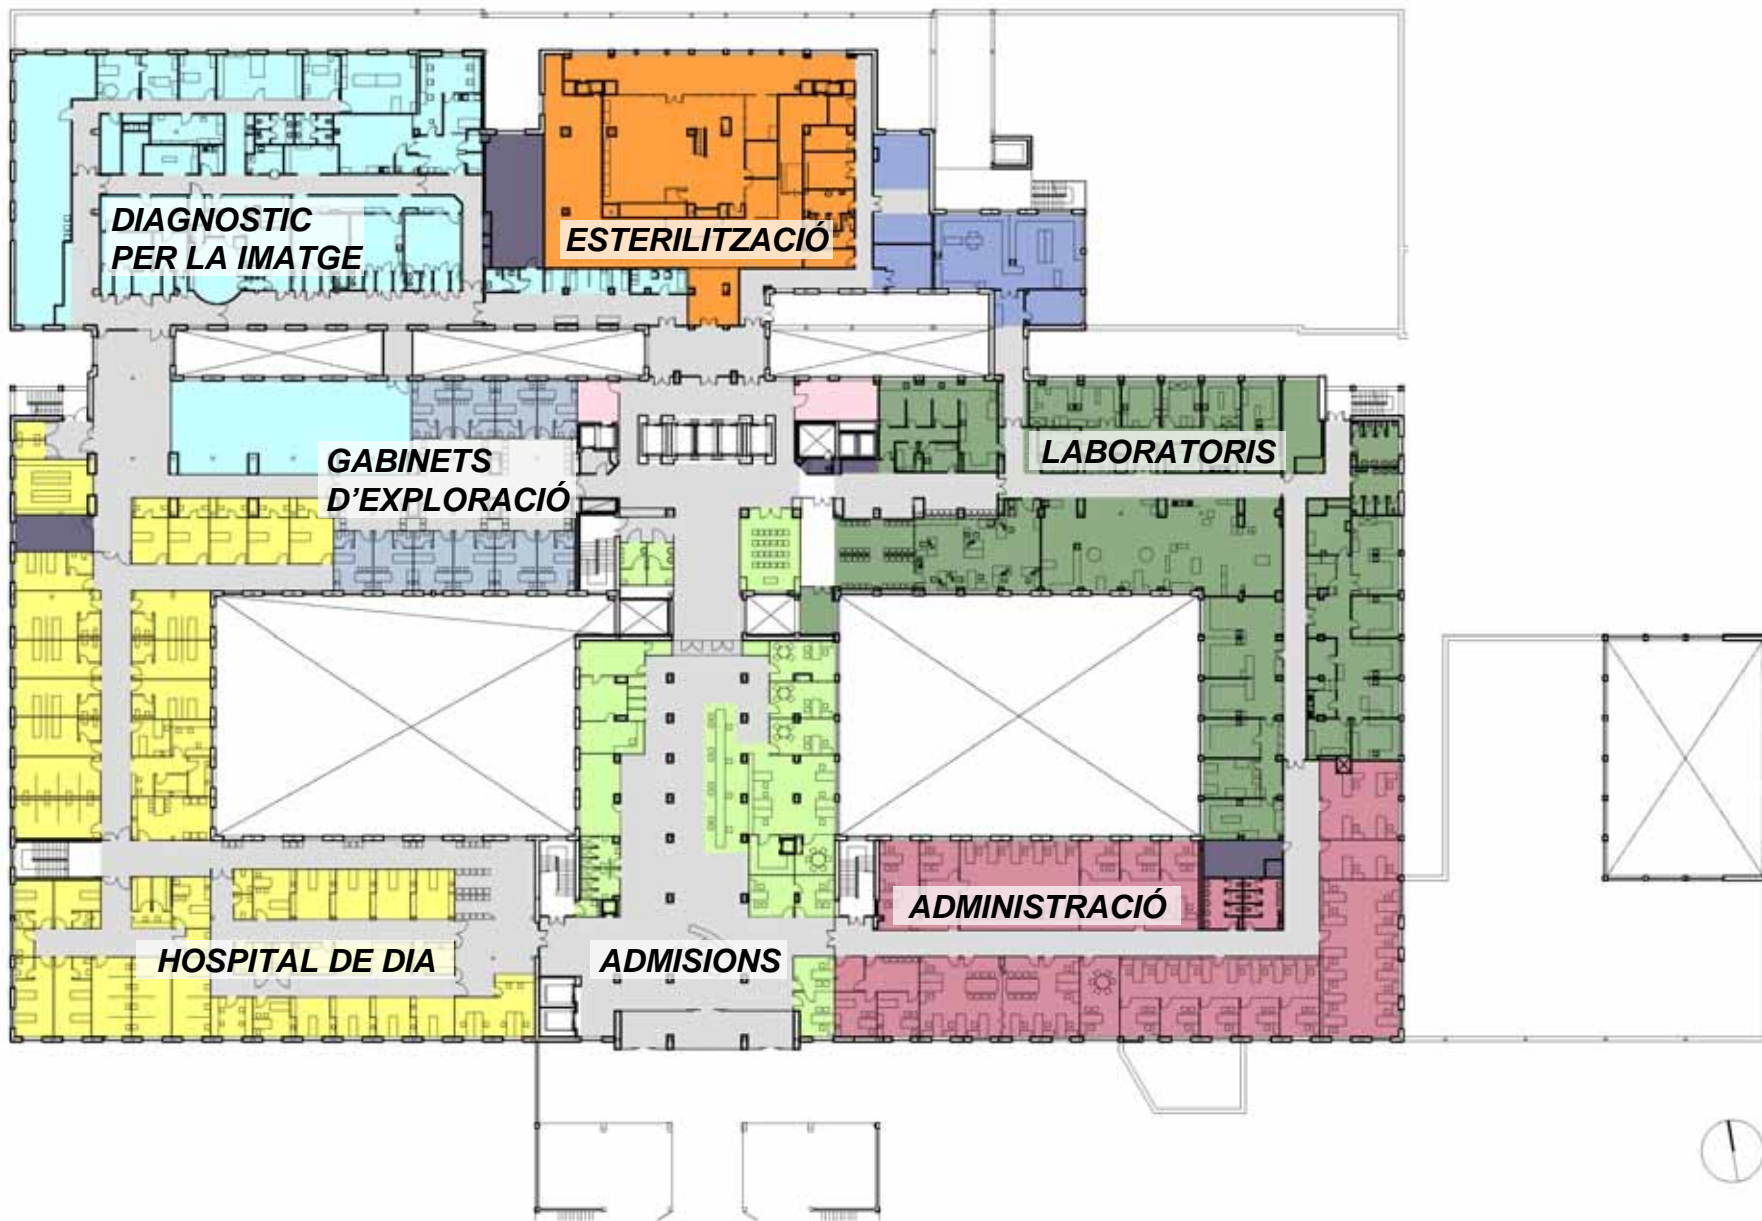 DIAGNOSTIC
PER LA IMATGE
ESTERILITZACIÓ
GABINETS
D'EXPLORACIÓ
LABORATORIS
ADMINISTRACIÓ
HOSPITAL DE DIA
ADMISIONS